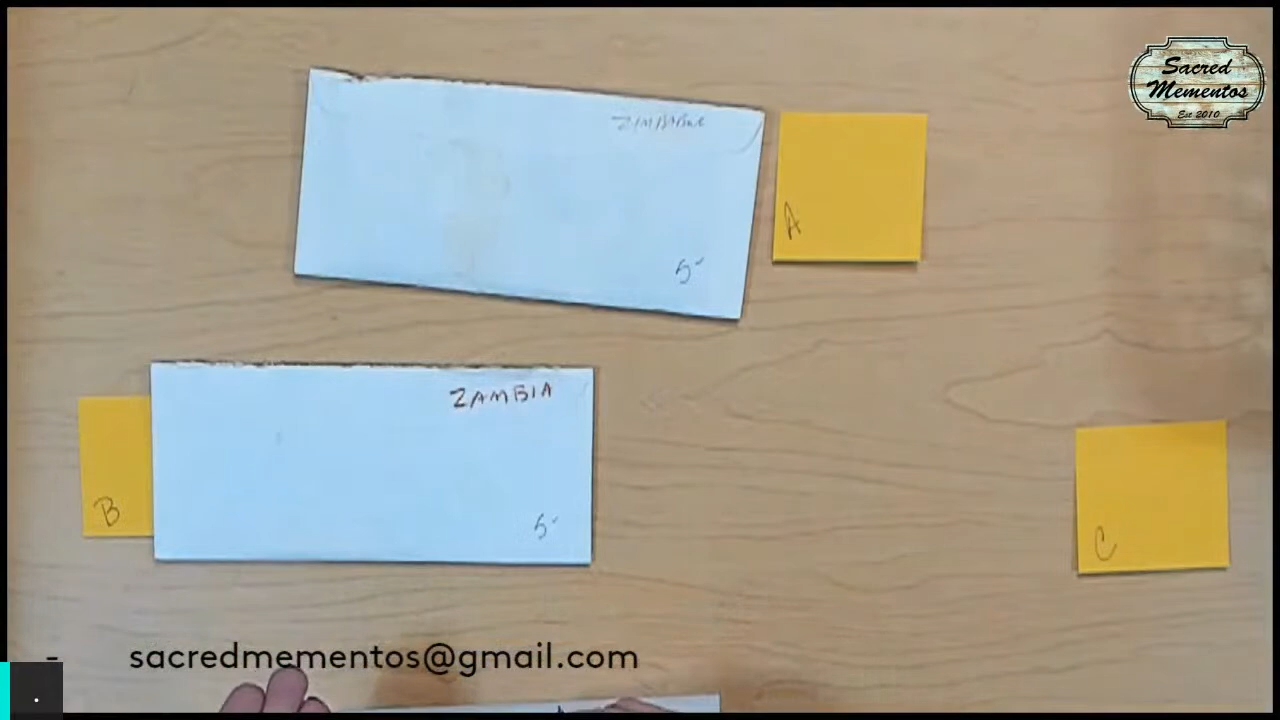 Sacred
Mementos
Est 2010
ZIMBABWE
A
5-
ZAMBIA
B
5-
C
- sacredmementos@gmail.com
.